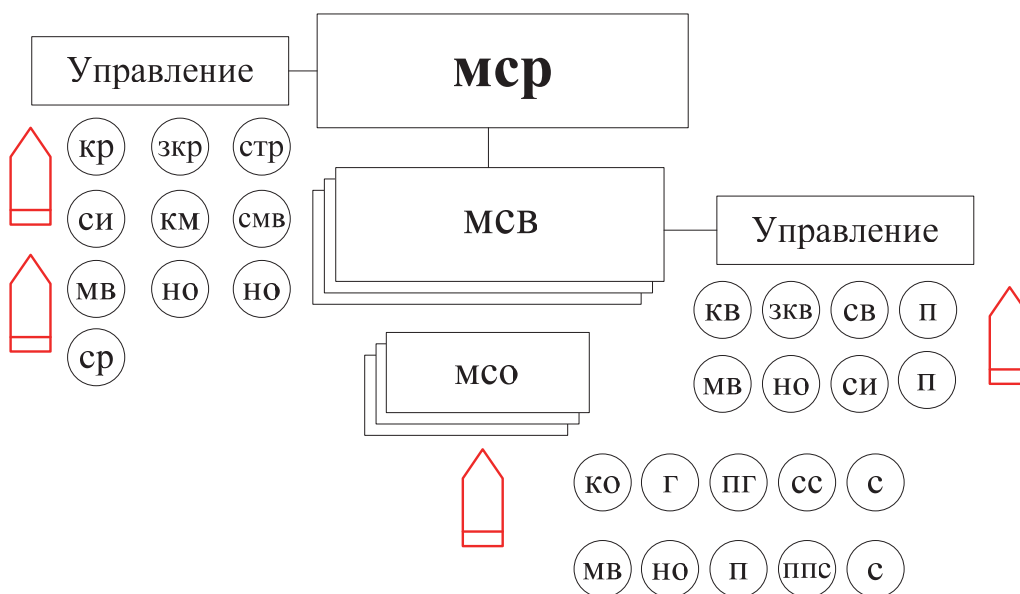 Управление
мср
кр зкр стр
си км смв
мв но но
ср
мсв
Управление
кв зкв св п
мв но си п
мсо
ко г пг сс с
мв но п ппс с